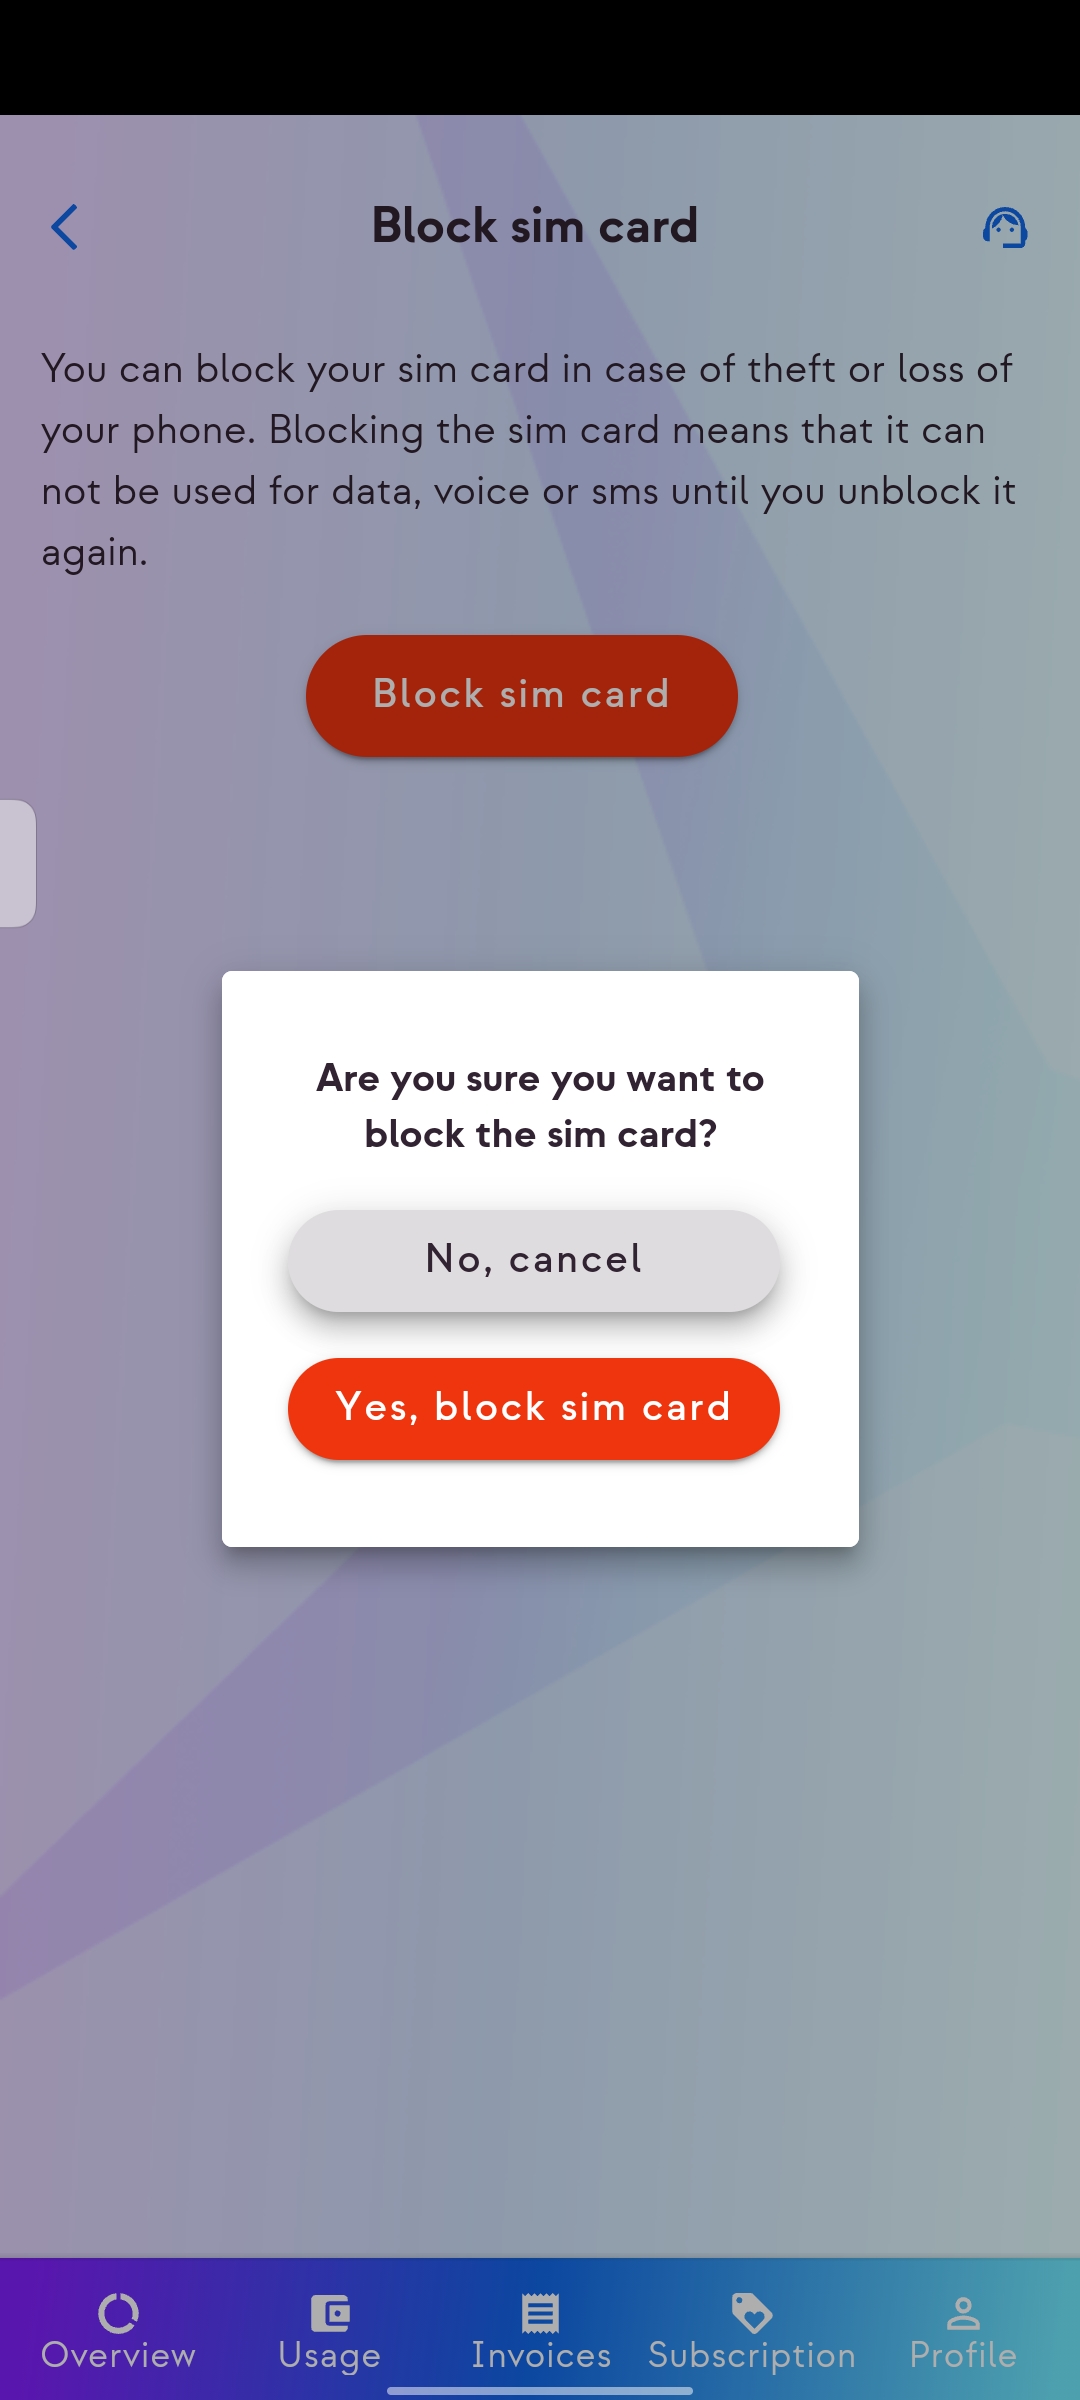 Block sim card
You can block your sim card in case of theft or loss of
your phone. Blocking the sim card means that it can
not be used for data, voice or sms until you unblock it
again.
Block sim card
Are you sure you want to
block the sim card?
No, cancel
Yes, block sim card
Overview
Usage
Invoices
Subscription
Profile